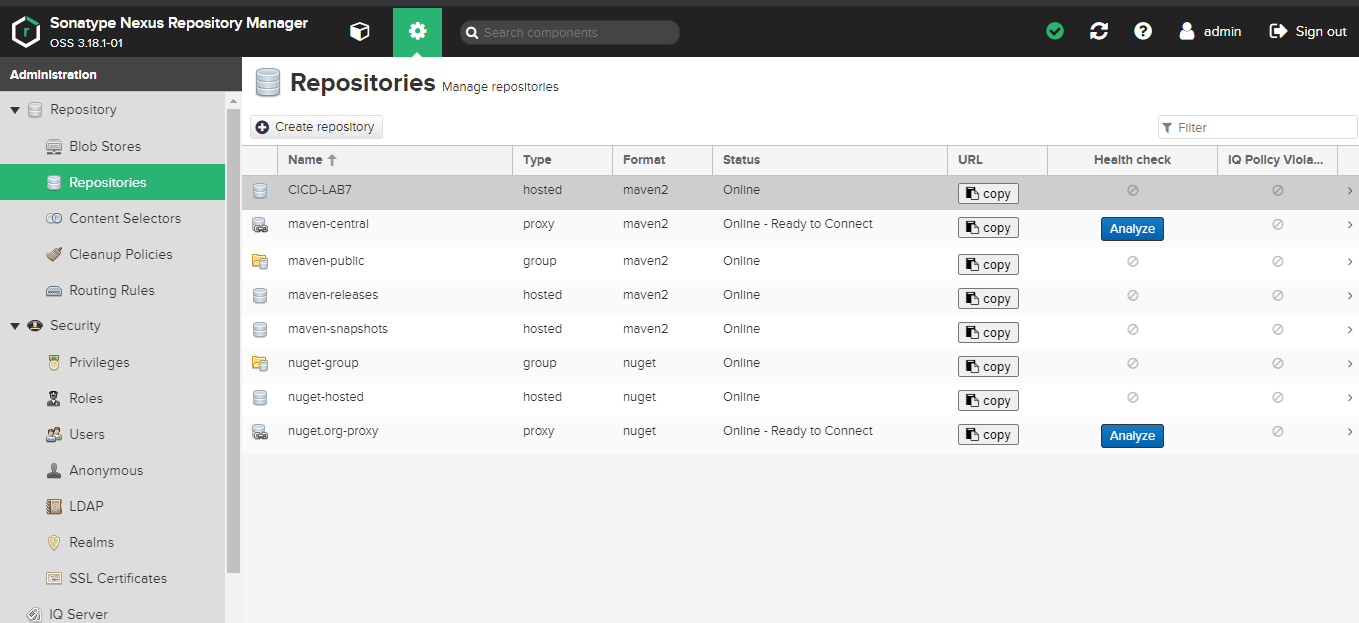 Sonatype Nexus Repository Manager
OSS 3.18.1-01
Search components
admin
Sign out
Administration
Repository
Blob Stores
Repositories
Content Selectors
Cleanup Policies
Routing Rules
Security
Privileges
Roles
Users
Anonymous
LDAP
Realms
SSL Certificates
IQ Server
Repositories Manage repositories
Create repository
Filter
Name Type Format Status URL Health check IQ Policy Viola...
CICD-LAB7 hosted maven2 Online copy
maven-central proxy maven2 Online - Ready to Connect copy Analyze
maven-public group maven2 Online copy
maven-releases hosted maven2 Online copy
maven-snapshots hosted maven2 Online copy
nuget-group group nuget Online copy
nuget-hosted hosted nuget Online copy
nuget.org-proxy proxy nuget Online - Ready to Connect copy Analyze